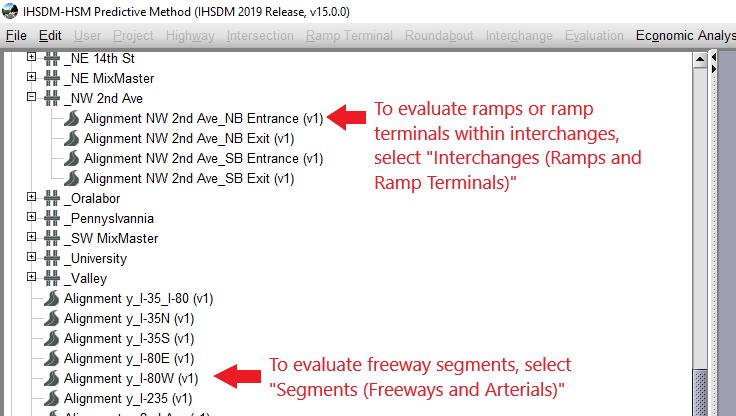 IHSDM-HSM Predictive Method (IHSDM 2019 Release, v15.0.0)
File Edit User Project Highway Intersection Ramp Terminal Roundabout Interchange Evaluation Economic Analys
_NE 14th St
_NE MixMaster
_NW 2nd Ave
Alignment NW 2nd Ave_NB Entrance (v1)
Alignment NW 2nd Ave_NB Exit (v1)
Alignment NW 2nd Ave_SB Entrance (v1)
Alignment NW 2nd Ave_SB Exit (v1)
To evaluate ramps or ramp
terminals within interchanges,
select "Interchanges (Ramps and
Ramp Terminals)"
_Oralabor
_Pennyslvannia
_SW MixMaster
_University
_Valley
Alignment y_I-35_I-80 (v1)
Alignment y_I-35N (v1)
Alignment y_I-35S (v1)
Alignment y_I-80E (v1)
Alignment y_I-80W (v1)
Alignment y_I-235 (v1)
To evaluate freeway segments, select
"Segments (Freeways and Arterials)"